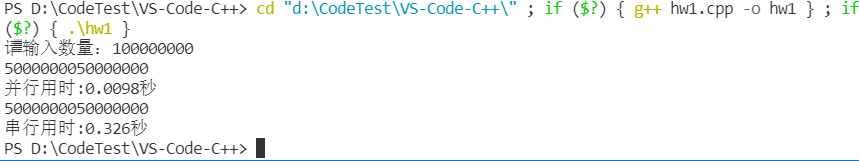 PS D:\CodeTest\VS-Code-C++> cd "d:\CodeTest\VS-Code-C++\" ; if ($?) { g++ hw1.cpp -o hw1 } ; if
($?) { .\hw1 }
请输入数量：100000000
5000000050000000
并行用时:0.0098秒
5000000050000000
串行用时:0.326秒
PS D:\CodeTest\VS-Code-C++>